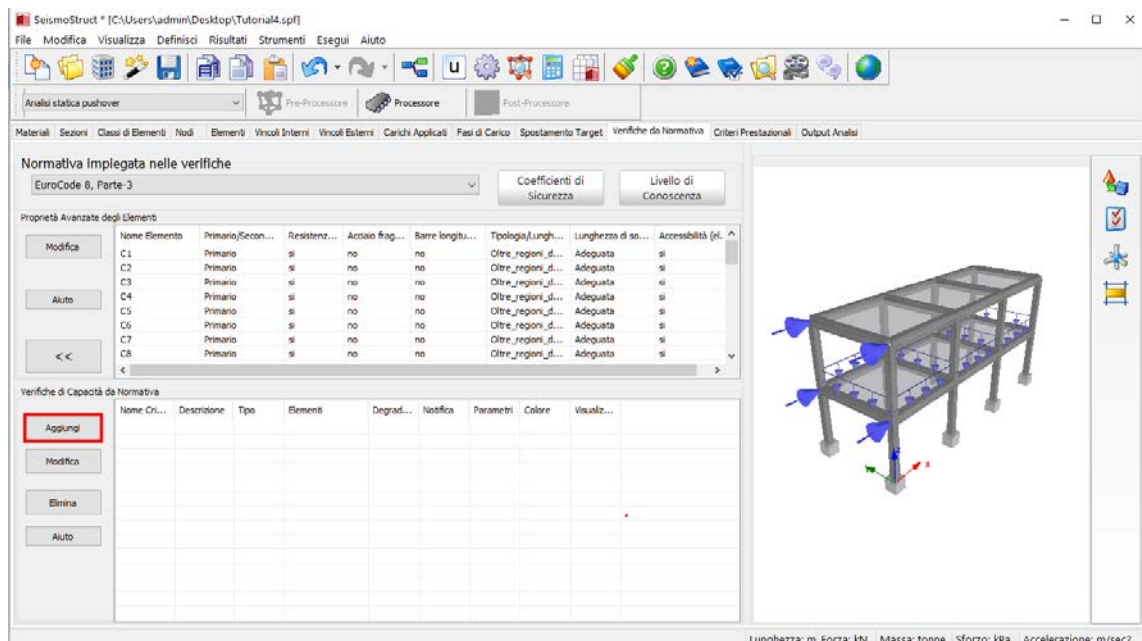 SeismoStruct * [C:\Users\admin\Desktop\Tutorial4.spf]
File Modifica Visualizza Definisci Risultati Strumenti Esegui Aiuto
Analisi statica pushover Pre-Processore Processore Post-Processore
Materiali Sezioni Classi di Elementi Nodi Elementi Vincoli Interni Vincoli Esterni Carichi Applicati Fasi di Carico Spostamento Target Verifiche da Normativa Criteri Prestazionali Output Analisi
Normativa impiegata nelle verifiche
EuroCode 8, Parte-3
Coefficienti di
Sicurezza
Livello di
Conoscenza
Proprietà Avanzate degli Elementi
Modifica
Aiuto
<<
Nome Elemento Primario/Secon... Resistenz... Acciaio frag... Barre longitu... Tipologia/Lungh... Lunghezza di so... Accessibilità (el.
C1 Primario si no no Oltre_regioni_d... Adeguata si
C2 Primario si no no Oltre_regioni_d... Adeguata si
C3 Primario si no no Oltre_regioni_d... Adeguata si
C4 Primario si no no Oltre_regioni_d... Adeguata si
C5 Primario si no no Oltre_regioni_d... Adeguata si
C6 Primario si no no Oltre_regioni_d... Adeguata si
C7 Primario si no no Oltre_regioni_d... Adeguata si
C8 Primario si no no Oltre_regioni_d... Adeguata si
Verifiche di Capacità da Normativa
Aggiungi
Modifica
Elimina
Aiuto
Nome Cri... Descrizione Tipo Elementi Degrad... Notifica Parametri Colore Visualiz...
z
x
Lunghezza: m Forza: kN Massa: tonne Sforzo: kPa Accelerazione: m/sec2